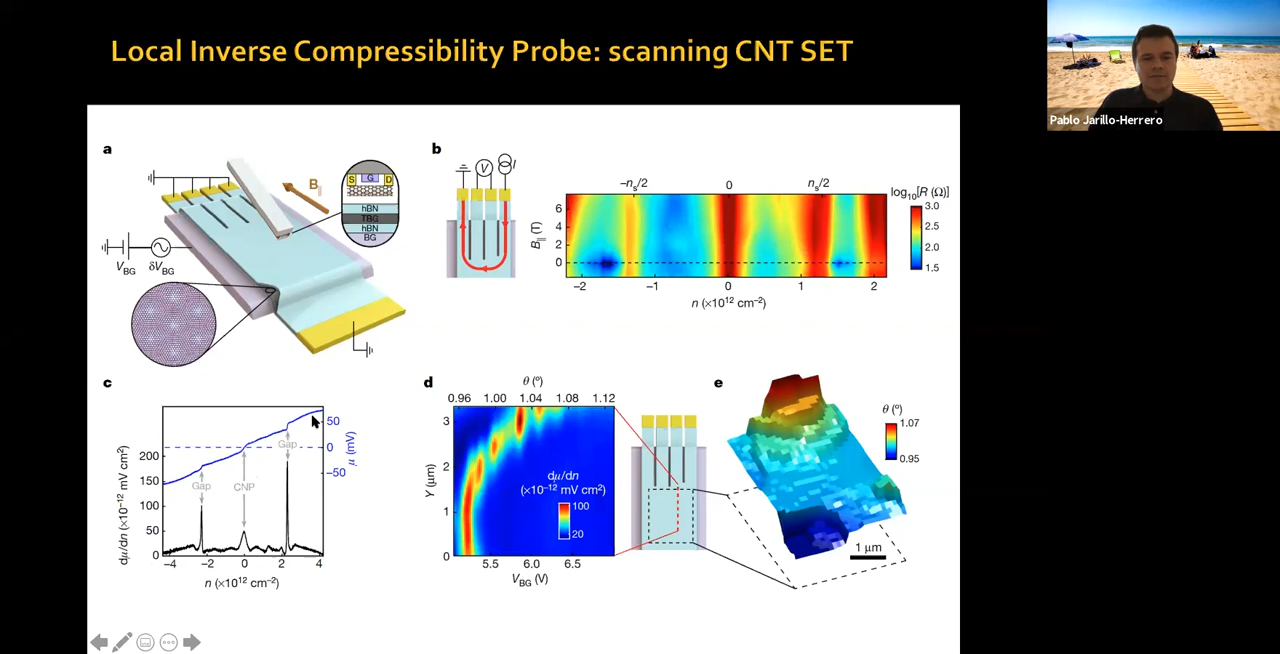 Local Inverse Compressibility Probe: scanning CNT SET
Pablo Jarillo-Herrero
a
B∥
S G D
hBN
TBG
hBN
BG
V_BG δV_BG
b
V I
−n_s/2 0 n_s/2
B∥ (T)
6
4
2
0
−2 −1 0 1 2
n (×10¹² cm⁻²)
log₁₀[R (Ω)]
3.0
2.5
2.0
1.5
c
dμ/dn (×10⁻¹² mV cm²)
200
150
100
50
0
50
0
−50
μ (mV)
Gap
CNP
Gap
−4 −2 0 2 4
n (×10¹² cm⁻²)
d
θ (°)
0.96 1.00 1.04 1.08 1.12
Y (μm)
3
2
1
0
dμ/dn
(×10⁻¹² mV cm²)
100
20
5.5 6.0 6.5
V_BG (V)
e
θ (°)
1.07
0.95
1 μm